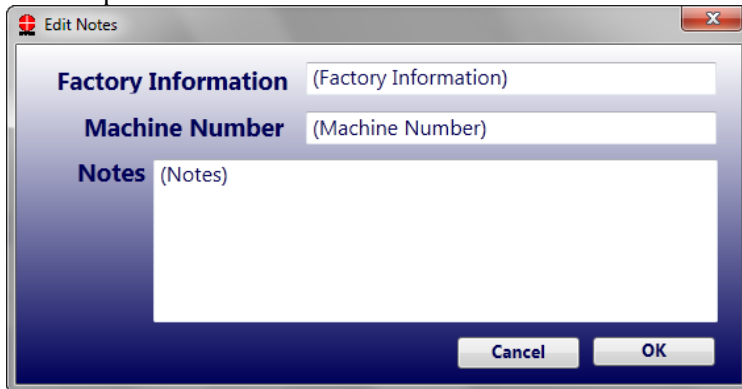 Edit Notes
Factory Information (Factory Information)
Machine Number (Machine Number)
Notes (Notes)
Cancel OK